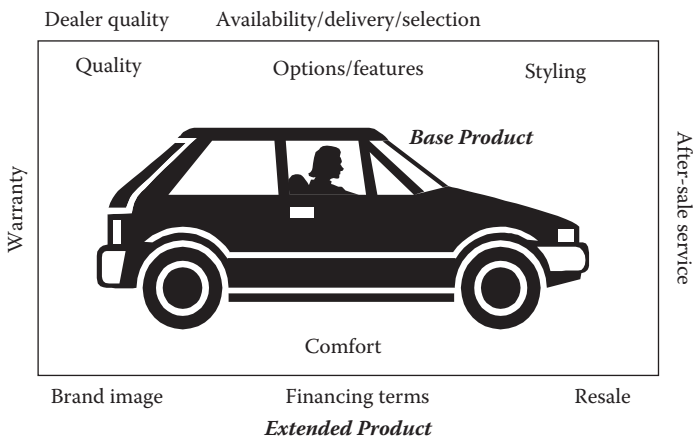 Dealer quality
Availability/delivery/selection
Quality
Options/features
Styling
Base Product
Warranty
After-sale service
Comfort
Brand image
Financing terms
Resale
Extended Product